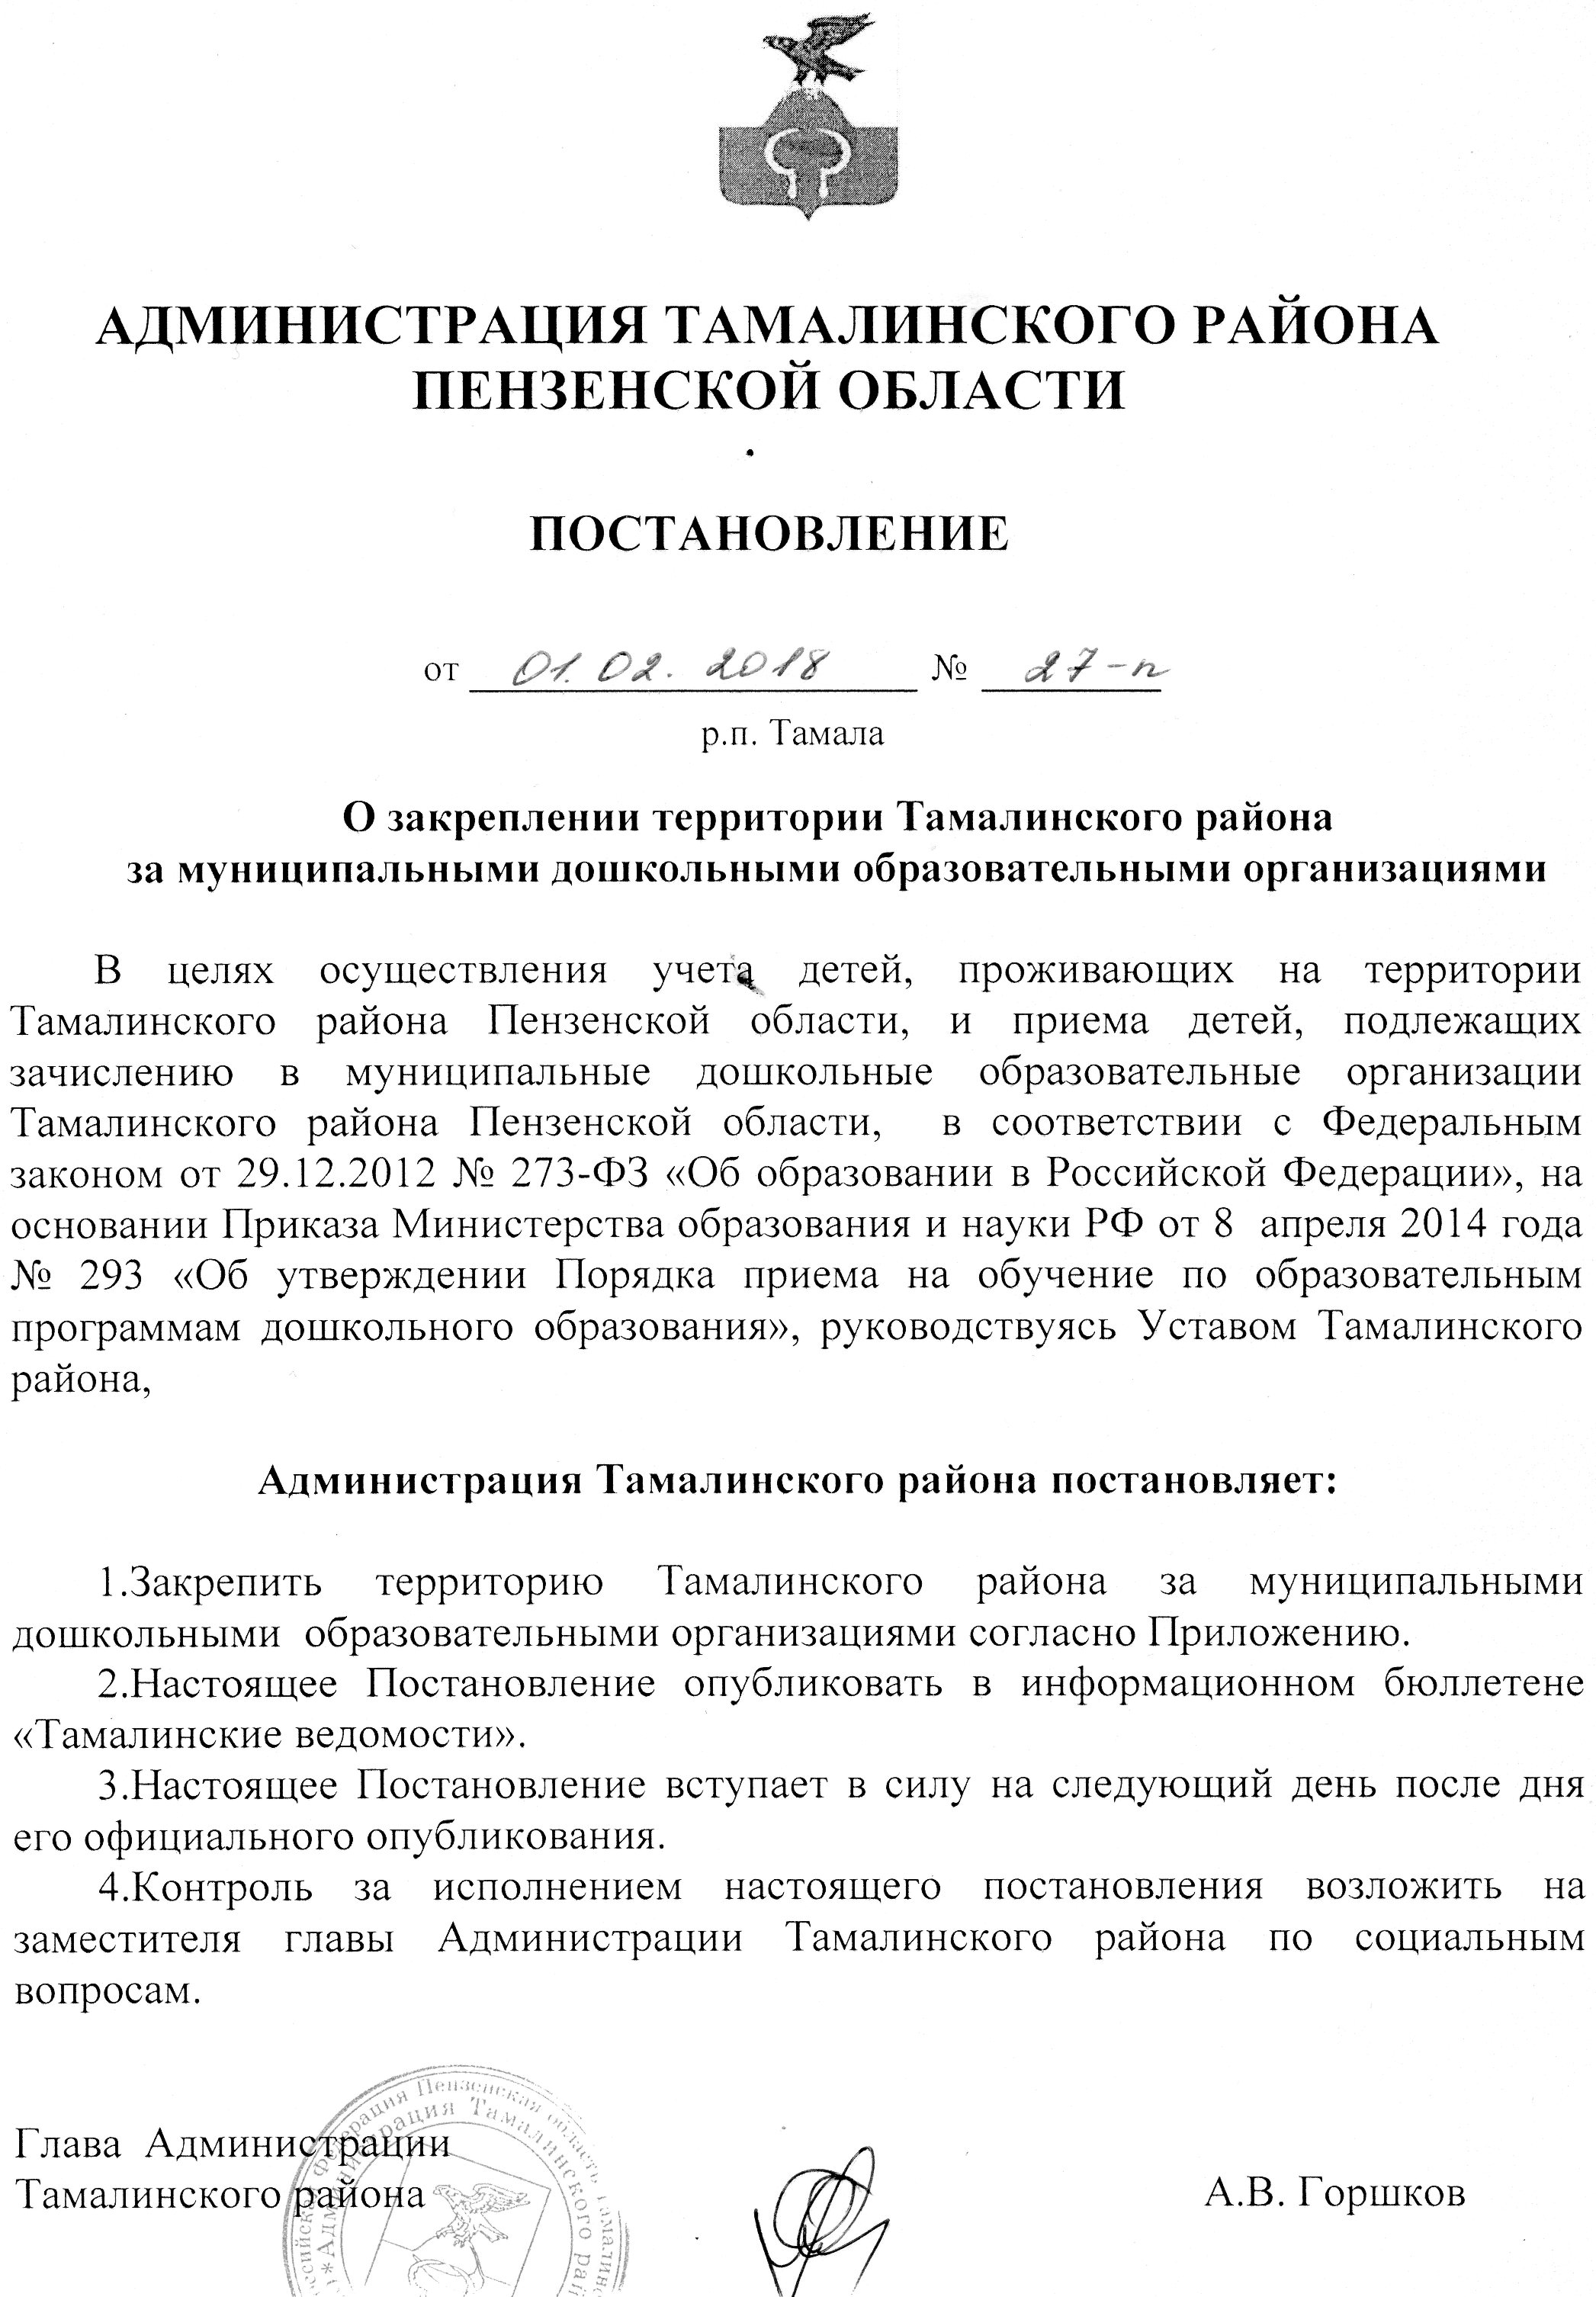 АДМИНИСТРАЦИЯ ТАМАЛИНСКОГО РАЙОНА
ПЕНЗЕНСКОЙ ОБЛАСТИ
ПОСТАНОВЛЕНИЕ
от 01.02.2018 № 27-п
р.п. Тамала
О закреплении территории Тамалинского района
за муниципальными дошкольными образовательными организациями
В целях осуществления учета детей, проживающих на территории
Тамалинского района Пензенской области, и приема детей, подлежащих
зачислению в муниципальные дошкольные образовательные организации
Тамалинского района Пензенской области, в соответствии с Федеральным
законом от 29.12.2012 № 273-ФЗ «Об образовании в Российской Федерации», на
основании Приказа Министерства образования и науки РФ от 8 апреля 2014 года
№ 293 «Об утверждении Порядка приема на обучение по образовательным
программам дошкольного образования», руководствуясь Уставом Тамалинского
района,
Администрация Тамалинского района постановляет:
1.Закрепить территорию Тамалинского района за муниципальными
дошкольными образовательными организациями согласно Приложению.
2.Настоящее Постановление опубликовать в информационном бюллетене
«Тамалинские ведомости».
3.Настоящее Постановление вступает в силу на следующий день после дня
его официального опубликования.
4.Контроль за исполнением настоящего постановления возложить на
заместителя главы Администрации Тамалинского района по социальным
вопросам.
Глава Администрации
Тамалинского района А.В. Горшков
Федерация Пензенская область
*Администрация Тамалинского